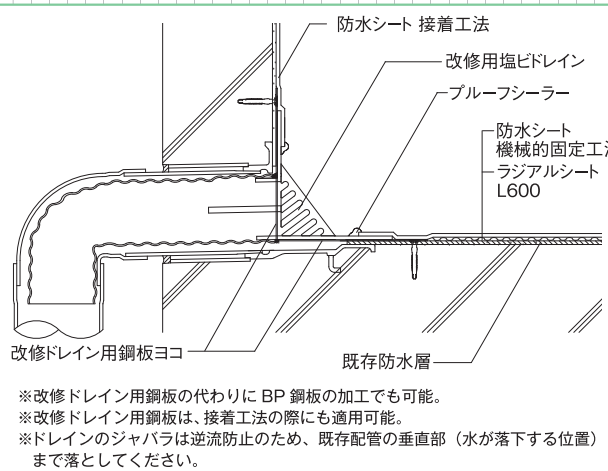 防水シート 接着工法
改修用塩ビドレイン
プルーフシーラー
防水シート
機械的固定工法
ラジアルシート
L600
改修ドレイン用鋼板ヨコ
既存防水層
※改修ドレイン用鋼板の代わりに BP 鋼板の加工でも可能。
※改修ドレイン用鋼板は、接着工法の際にも適用可能。
※ドレインのジャバラは逆流防止のため、既存配管の垂直部（水が落下する位置）
まで落としてください。